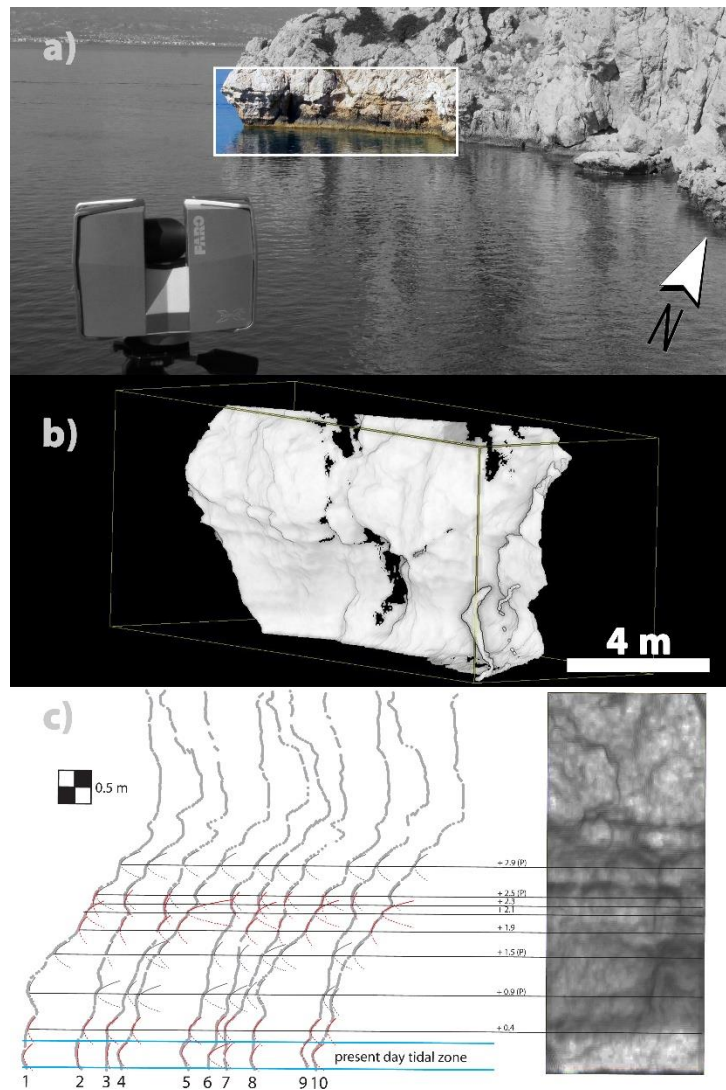 a)
FARO
N
b)
4 m
c)
0.5 m
+ 2.9 (P)
+ 2.5 (P)
+ 2.3
+ 2.1
+ 1.9
+ 1.5 (P)
+ 0.9 (P)
+ 0.4
present day tidal zone
1 2 3 4 5 6 7 8 9 10